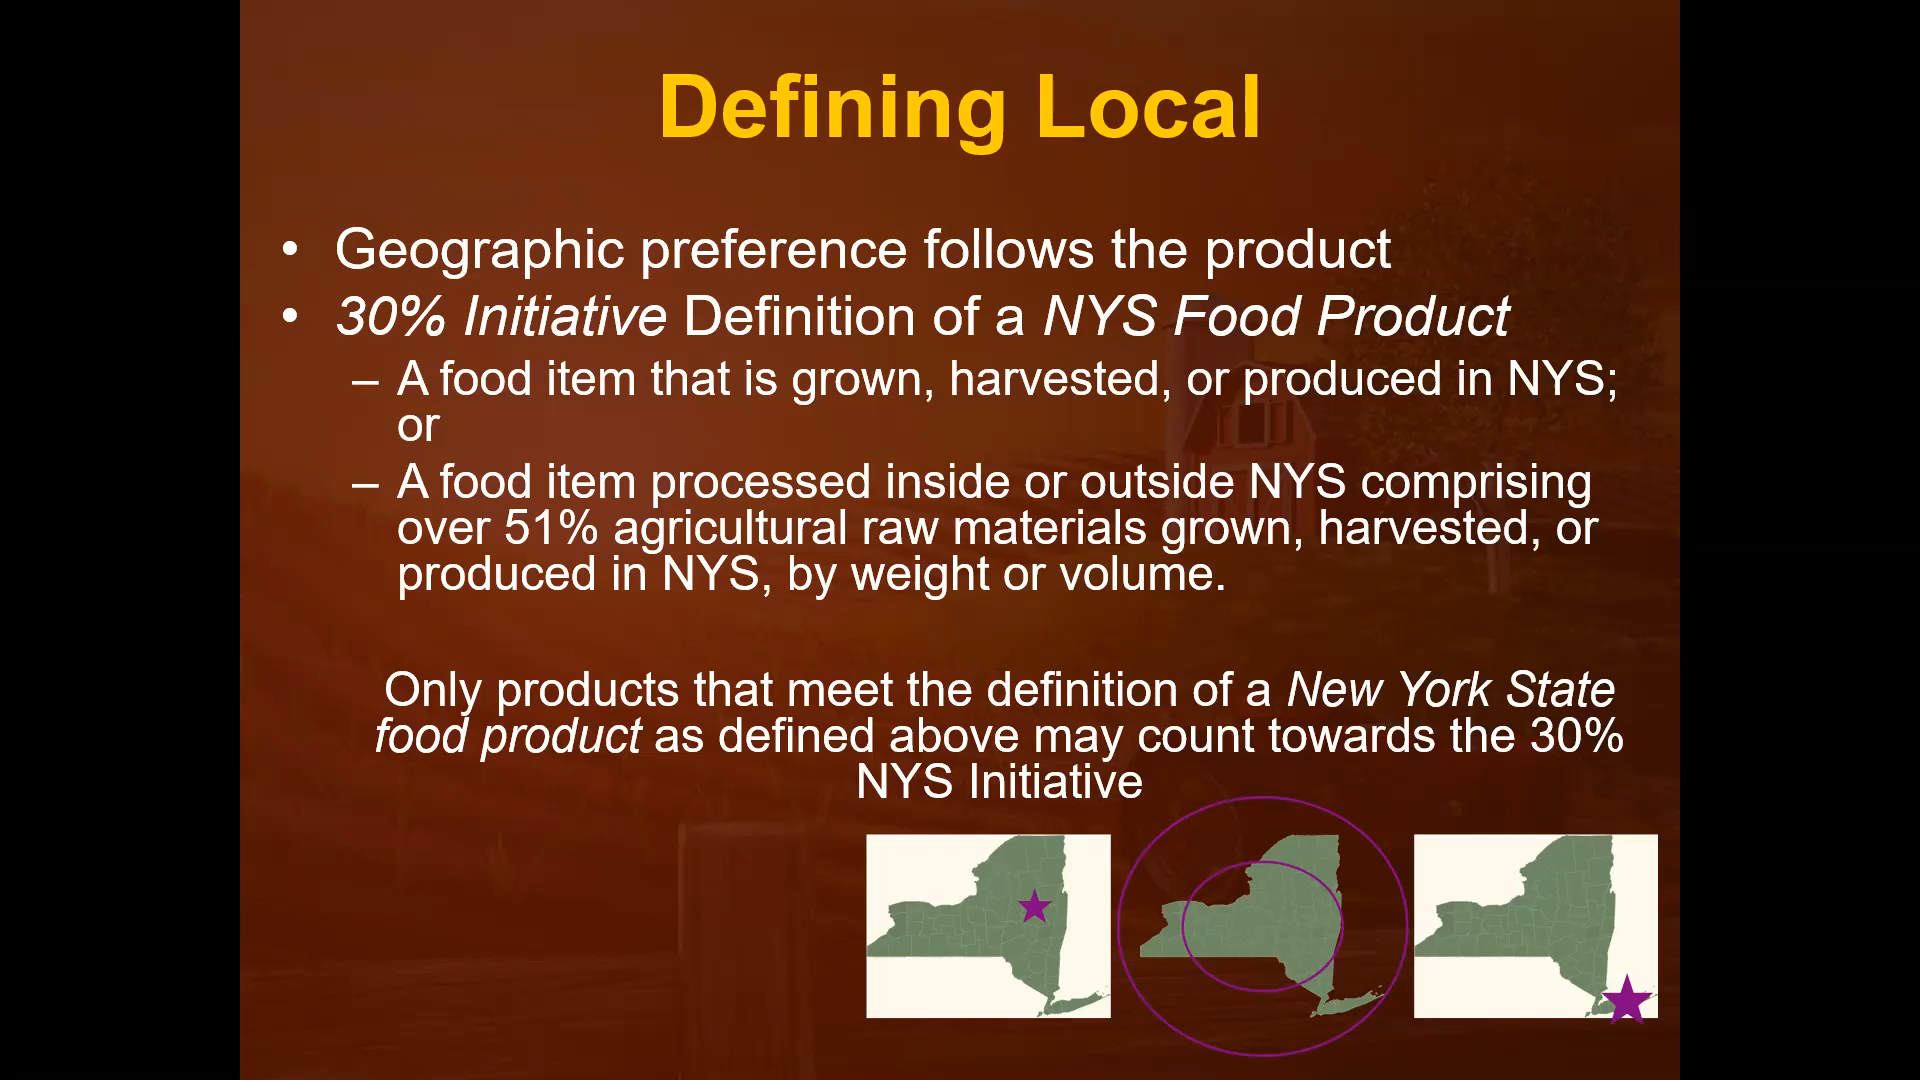 Defining Local
• Geographic preference follows the product
• 30% Initiative Definition of a NYS Food Product
– A food item that is grown, harvested, or produced in NYS;
or
– A food item processed inside or outside NYS comprising
over 51% agricultural raw materials grown, harvested, or
produced in NYS, by weight or volume.
Only products that meet the definition of a New York State
food product as defined above may count towards the 30%
NYS Initiative